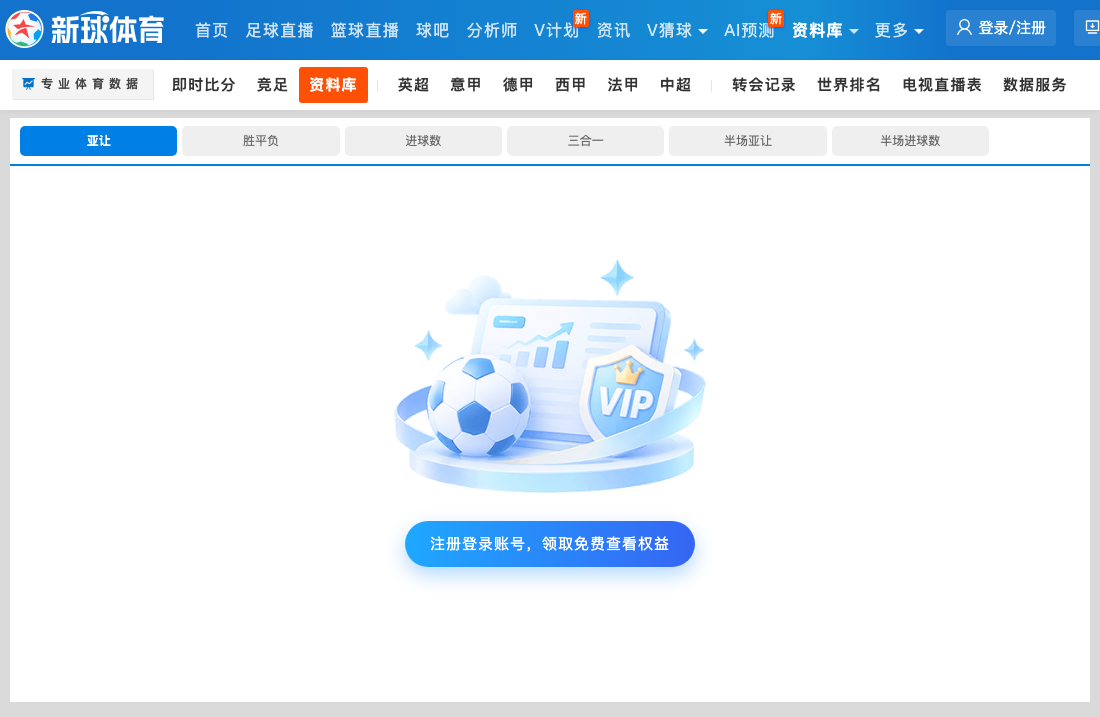 新球体育 首页 足球直播 篮球直播 球吧 分析师 V计划 新 资讯 V猜球 AI预测 新 资料库 更多 登录/注册
专业体育数据 即时比分 竞足 资料库 英超 意甲 德甲 西甲 法甲 中超 转会记录 世界排名 电视直播表 数据服务
亚让 胜平负 进球数 三合一 半场亚让 半场进球数
VIP
注册登录账号，领取免费查看权益